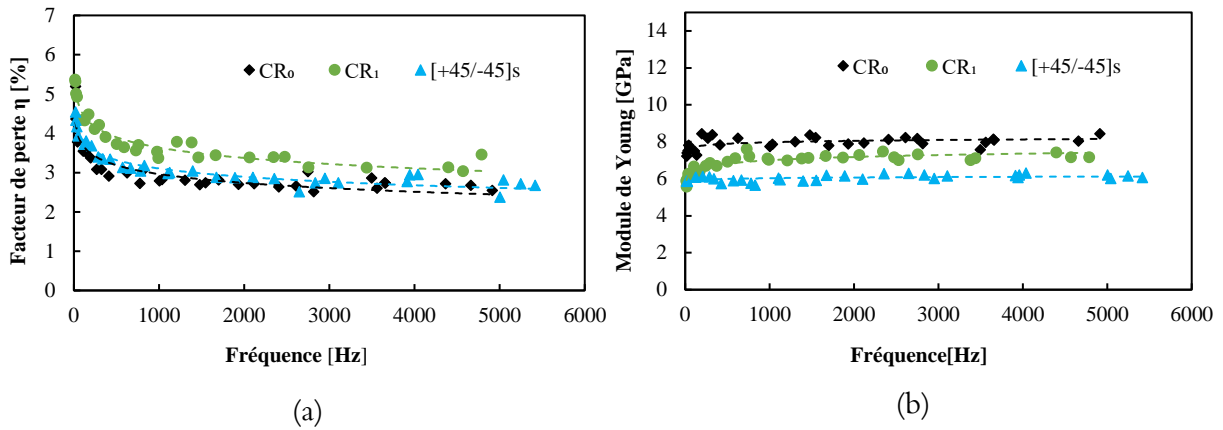 Facteur de perte η [%]
7
6
5
4
3
2
1
0
CR₀ CR₁ [+45/-45]s
0 1000 2000 3000 4000 5000 6000
Fréquence [Hz]
(a)
Module de Young [GPa]
14
12
10
8
6
4
2
0
CR₀ CR₁ [+45/-45]s
0 1000 2000 3000 4000 5000 6000
Fréquence[Hz]
(b)